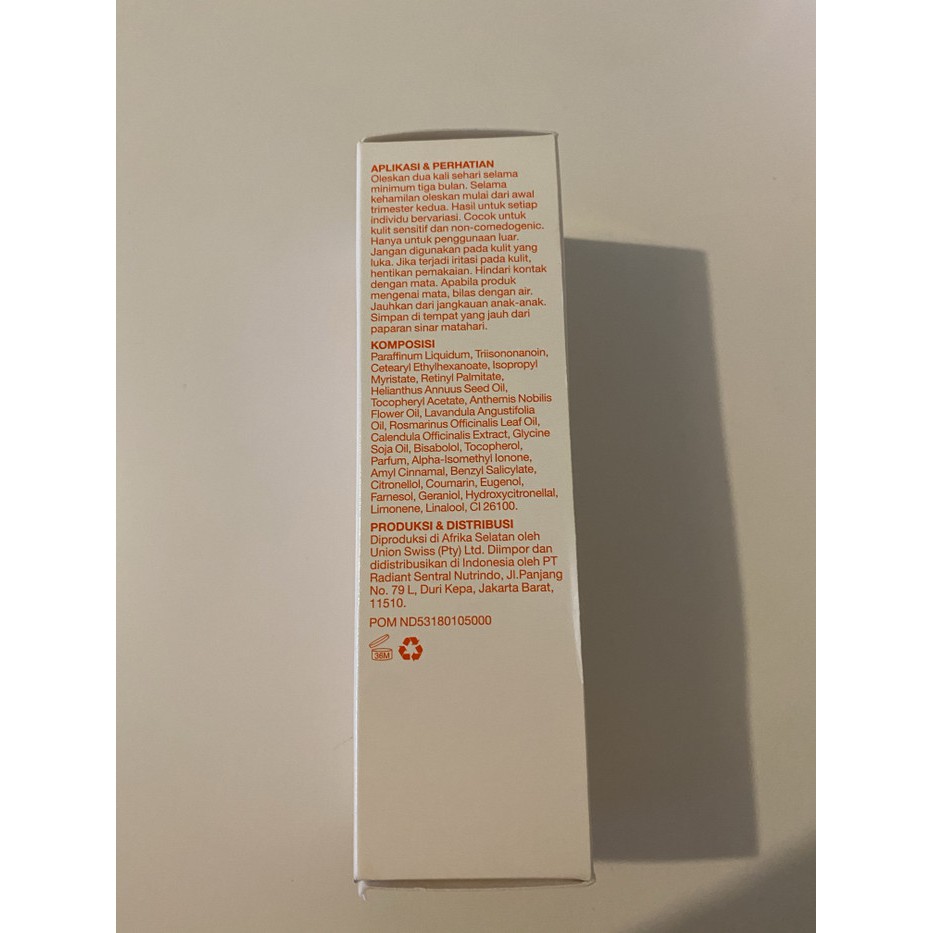 APLIKASI & PERHATIAN
Oleskan dua kali sehari selama
minimum tiga bulan. Selama
kehamilan oleskan mulai dari awal
trimester kedua. Hasil untuk setiap
individu bervariasi. Cocok untuk
kulit sensitif dan non-comedogenic.
Hanya untuk penggunaan luar.
Jangan digunakan pada kulit yang
luka. Jika terjadi iritasi pada kulit,
hentikan pemakaian. Hindari kontak
dengan mata. Apabila produk
mengenai mata, bilas dengan air.
Jauhkan dari jangkauan anak-anak.
Simpan di tempat yang jauh dari
paparan sinar matahari.
KOMPOSISI
Paraffinum Liquidum, Triisononanoin,
Cetearyl Ethylhexanoate, Isopropyl
Myristate, Retinyl Palmitate,
Helianthus Annuus Seed Oil,
Tocopheryl Acetate, Anthemis Nobilis
Flower Oil, Lavandula Angustifolia
Oil, Rosmarinus Officinalis Leaf Oil,
Calendula Officinalis Extract, Glycine
Soja Oil, Bisabolol, Tocopherol,
Parfum, Alpha-Isomethyl Ionone,
Amyl Cinnamal, Benzyl Salicylate,
Citronellol, Coumarin, Eugenol,
Farnesol, Geraniol, Hydroxycitronellal,
Limonene, Linalool, CI 26100.
PRODUKSI & DISTRIBUSI
Diproduksi di Afrika Selatan oleh
Union Swiss (Pty) Ltd. Diimpor dan
didistribusikan di Indonesia oleh PT
Radiant Sentral Nutrindo, Jl.Panjang
No. 79 L, Duri Kepa, Jakarta Barat,
11510.
POM ND53180105000
36M